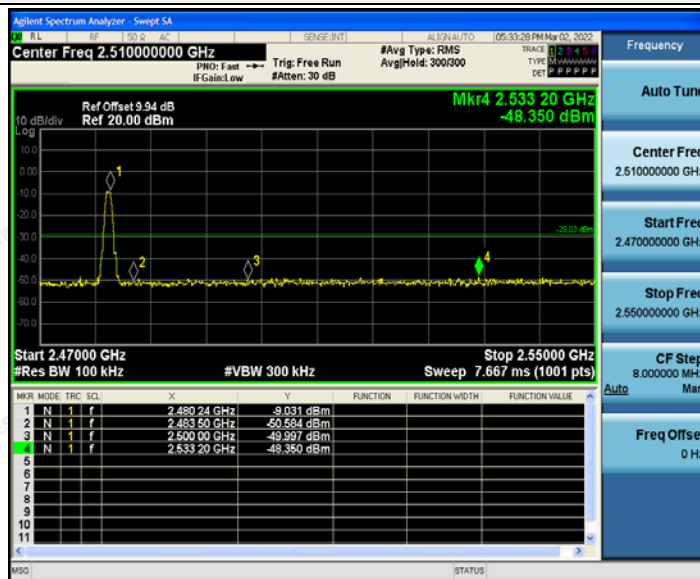 Agilent Spectrum Analyzer - Swept SA
RL RF 50 Ω AC SENSE:INT ALIGNAUTO 05:33:28 PM Mar 02, 2022
Center Freq 2.510000000 GHz #Avg Type: RMS TRACE 1 2 3 4 5 6
PNO: Fast Trig: Free Run Avg|Hold: 300/300 TYPE M W W W W W
IFGain:Low #Atten: 30 dB DET P P P P P P
Mkr4 2.533 20 GHz
-48.350 dBm
Ref Offset 9.94 dB
10 dB/div Ref 20.00 dBm
Log
10.0
0.00
-10.0
-20.0
-30.0
-40.0
-50.0
-60.0
-70.0
1
2
3
4
-29.03 dBm
Start 2.47000 GHz Stop 2.55000 GHz
#Res BW 100 kHz #VBW 300 kHz Sweep 7.667 ms (1001 pts)
MKR MODE TRC SCL X Y FUNCTION FUNCTION WIDTH FUNCTION VALUE
1 N 1 f 2.480 24 GHz -9.031 dBm
2 N 1 f 2.483 50 GHz -50.584 dBm
3 N 1 f 2.500 00 GHz -49.997 dBm
4 N 1 f 2.533 20 GHz -48.350 dBm
5
6
7
8
9
10
11
MSG STATUS
Frequency
Auto Tune
Center Freq
2.510000000 GHz
Start Freq
2.470000000 GHz
Stop Freq
2.550000000 GHz
CF Step
8.000000 MHz
Auto Man
Freq Offset
0 Hz